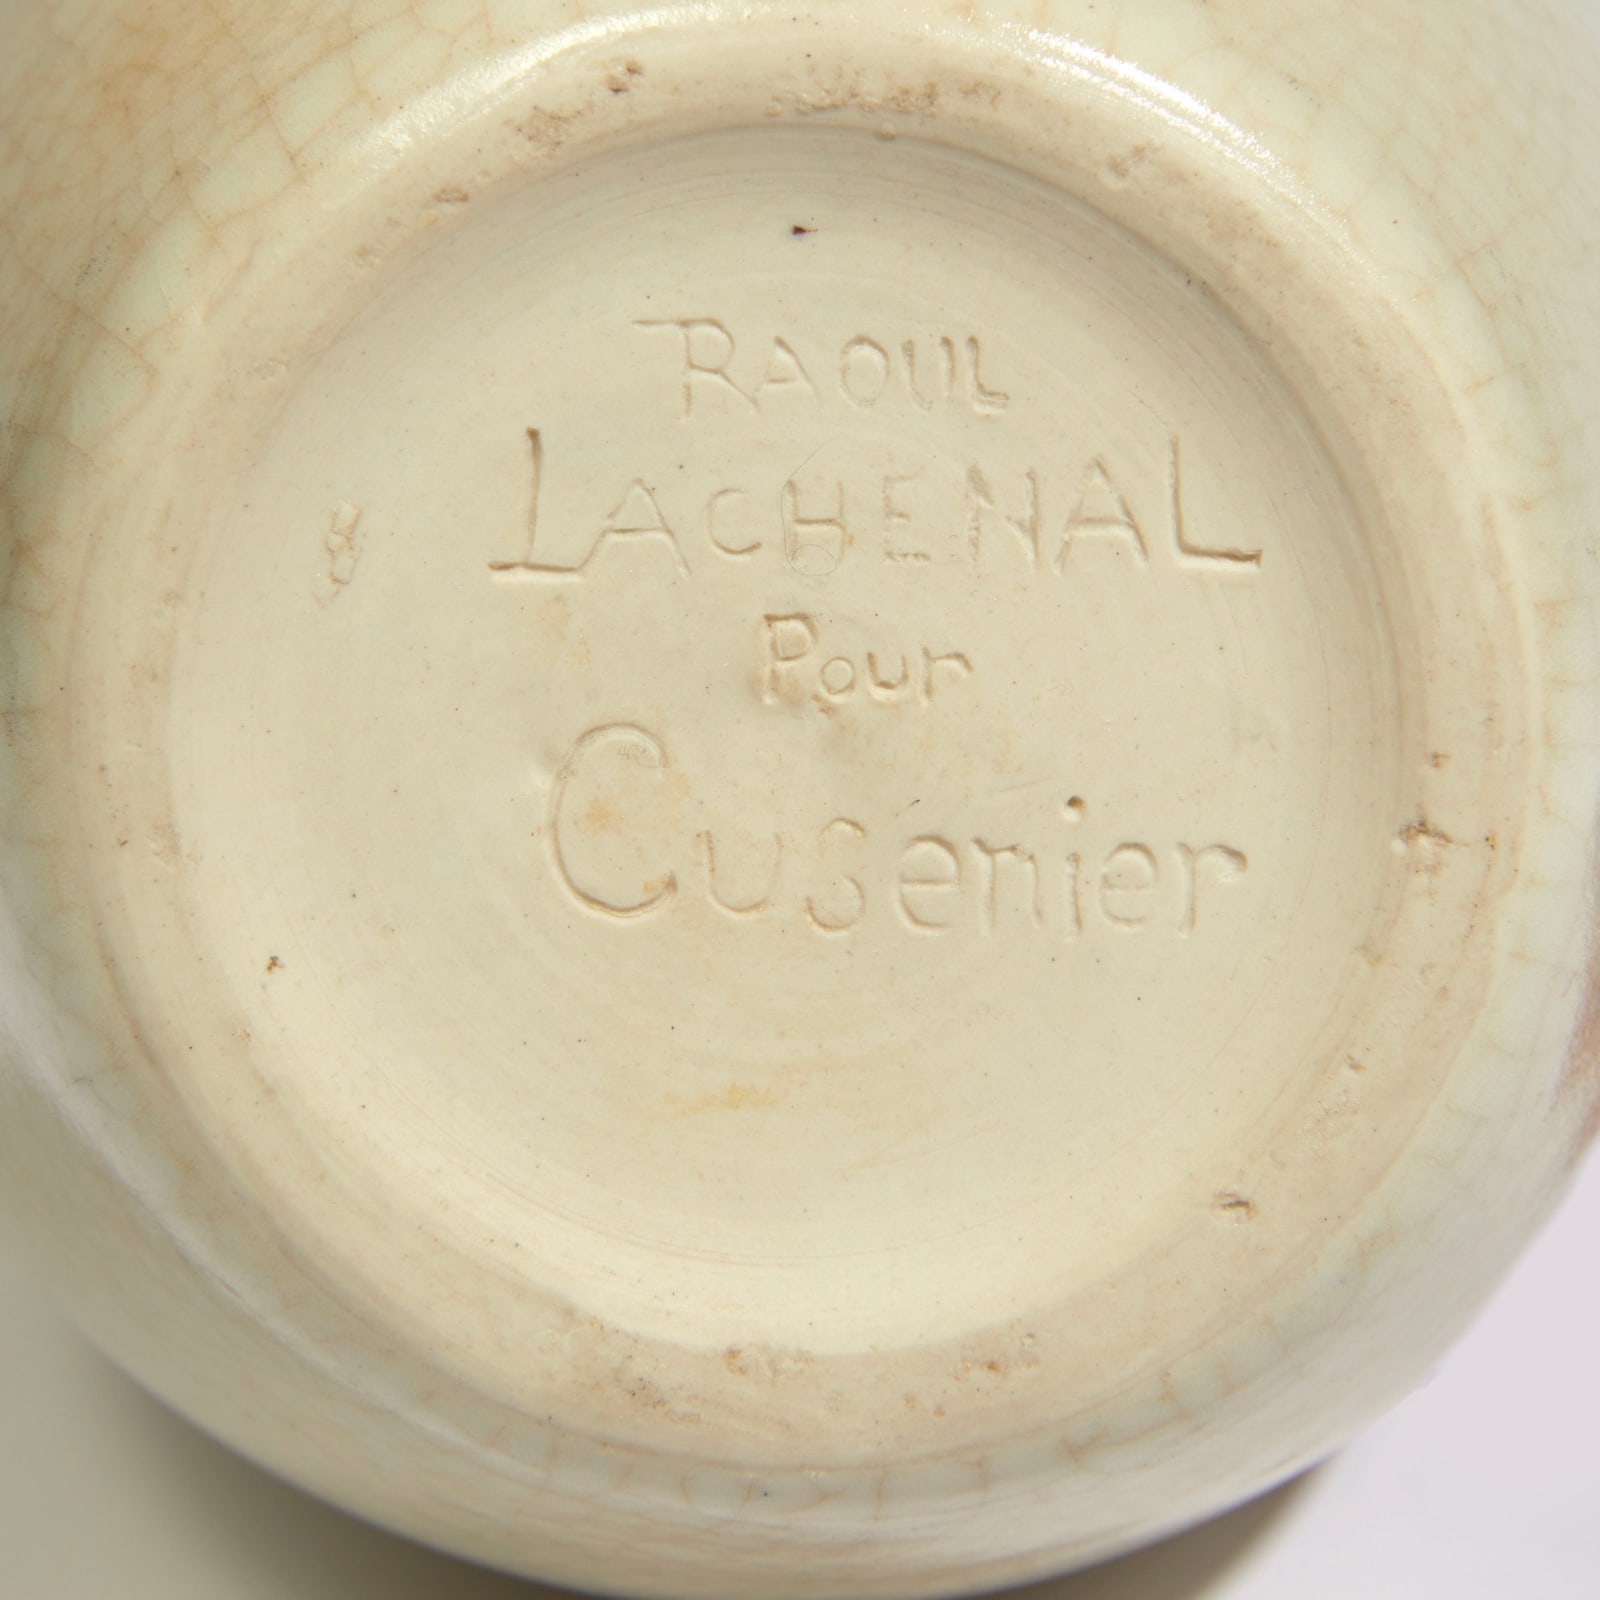 RAOUL
LACHENAL
Pour
Cusenier